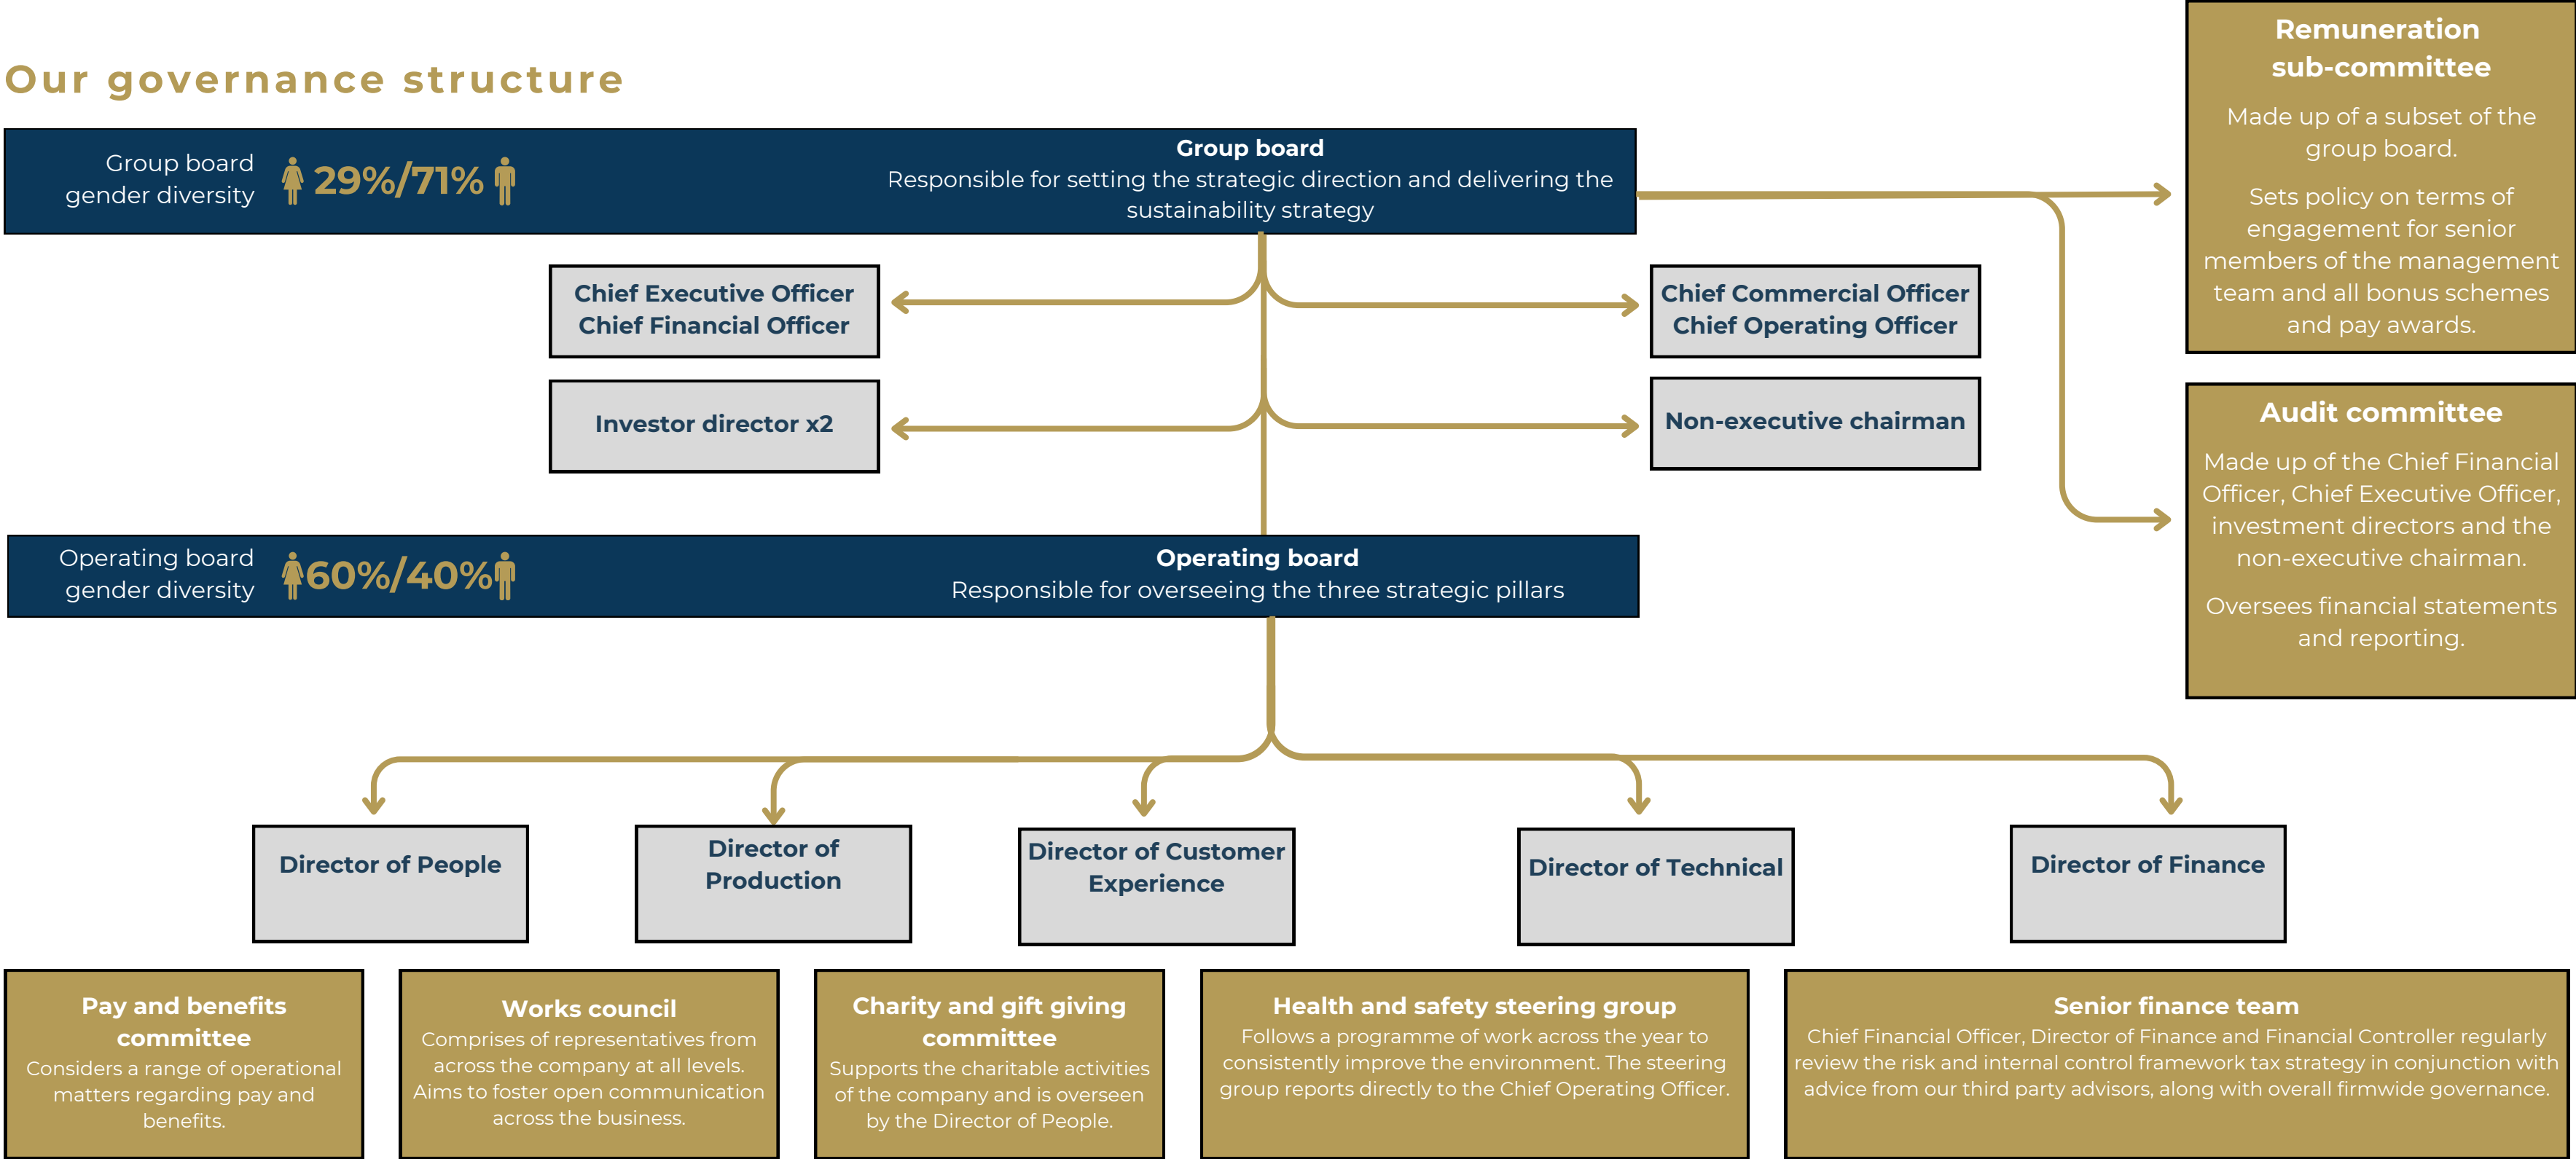 Our governance structure
Group board
gender diversity
29%/71%
Group board
Responsible for setting the strategic direction and delivering the
sustainability strategy
Chief Executive Officer
Chief Financial Officer
Chief Commercial Officer
Chief Operating Officer
Investor director x2
Non-executive chairman
Remuneration
sub-committee
Made up of a subset of the
group board.
Sets policy on terms of
engagement for senior
members of the management
team and all bonus schemes
and pay awards.
Audit committee
Made up of the Chief Financial
Officer, Chief Executive Officer,
investment directors and the
non-executive chairman.
Oversees financial statements
and reporting.
Operating board
gender diversity
60%/40%
Operating board
Responsible for overseeing the three strategic pillars
Director of People
Director of
Production
Director of Customer
Experience
Director of Technical
Director of Finance
Pay and benefits
committee
Considers a range of operational
matters regarding pay and
benefits.
Works council
Comprises of representatives from
across the company at all levels.
Aims to foster open communication
across the business.
Charity and gift giving
committee
Supports the charitable activities
of the company and is overseen
by the Director of People.
Health and safety steering group
Follows a programme of work across the year to
consistently improve the environment. The steering
group reports directly to the Chief Operating Officer.
Senior finance team
Chief Financial Officer, Director of Finance and Financial Controller regularly
review the risk and internal control framework tax strategy in conjunction with
advice from our third party advisors, along with overall firmwide governance.